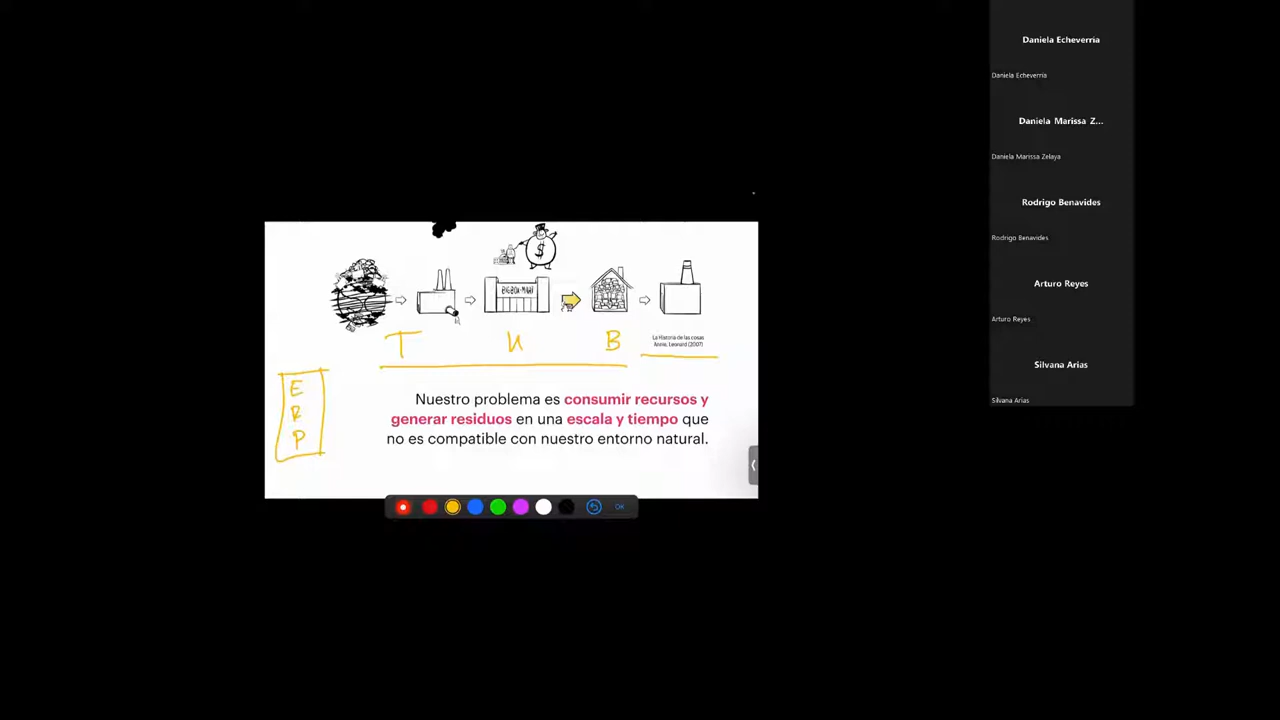 Daniela Echeverria
Daniela Echeverría
Daniela Marissa Z...
Daniela Marissa Zelaya
Rodrigo Benavides
Rodrigo Benavides
Arturo Reyes
Arturo Reyes
Silvana Arias
Silvana Arias
$
T U B
La Historia de las cosas
Annie, Leonard (2007)
E
R
P
Nuestro problema es consumir recursos y
generar residuos en una escala y tiempo que
no es compatible con nuestro entorno natural.
OK